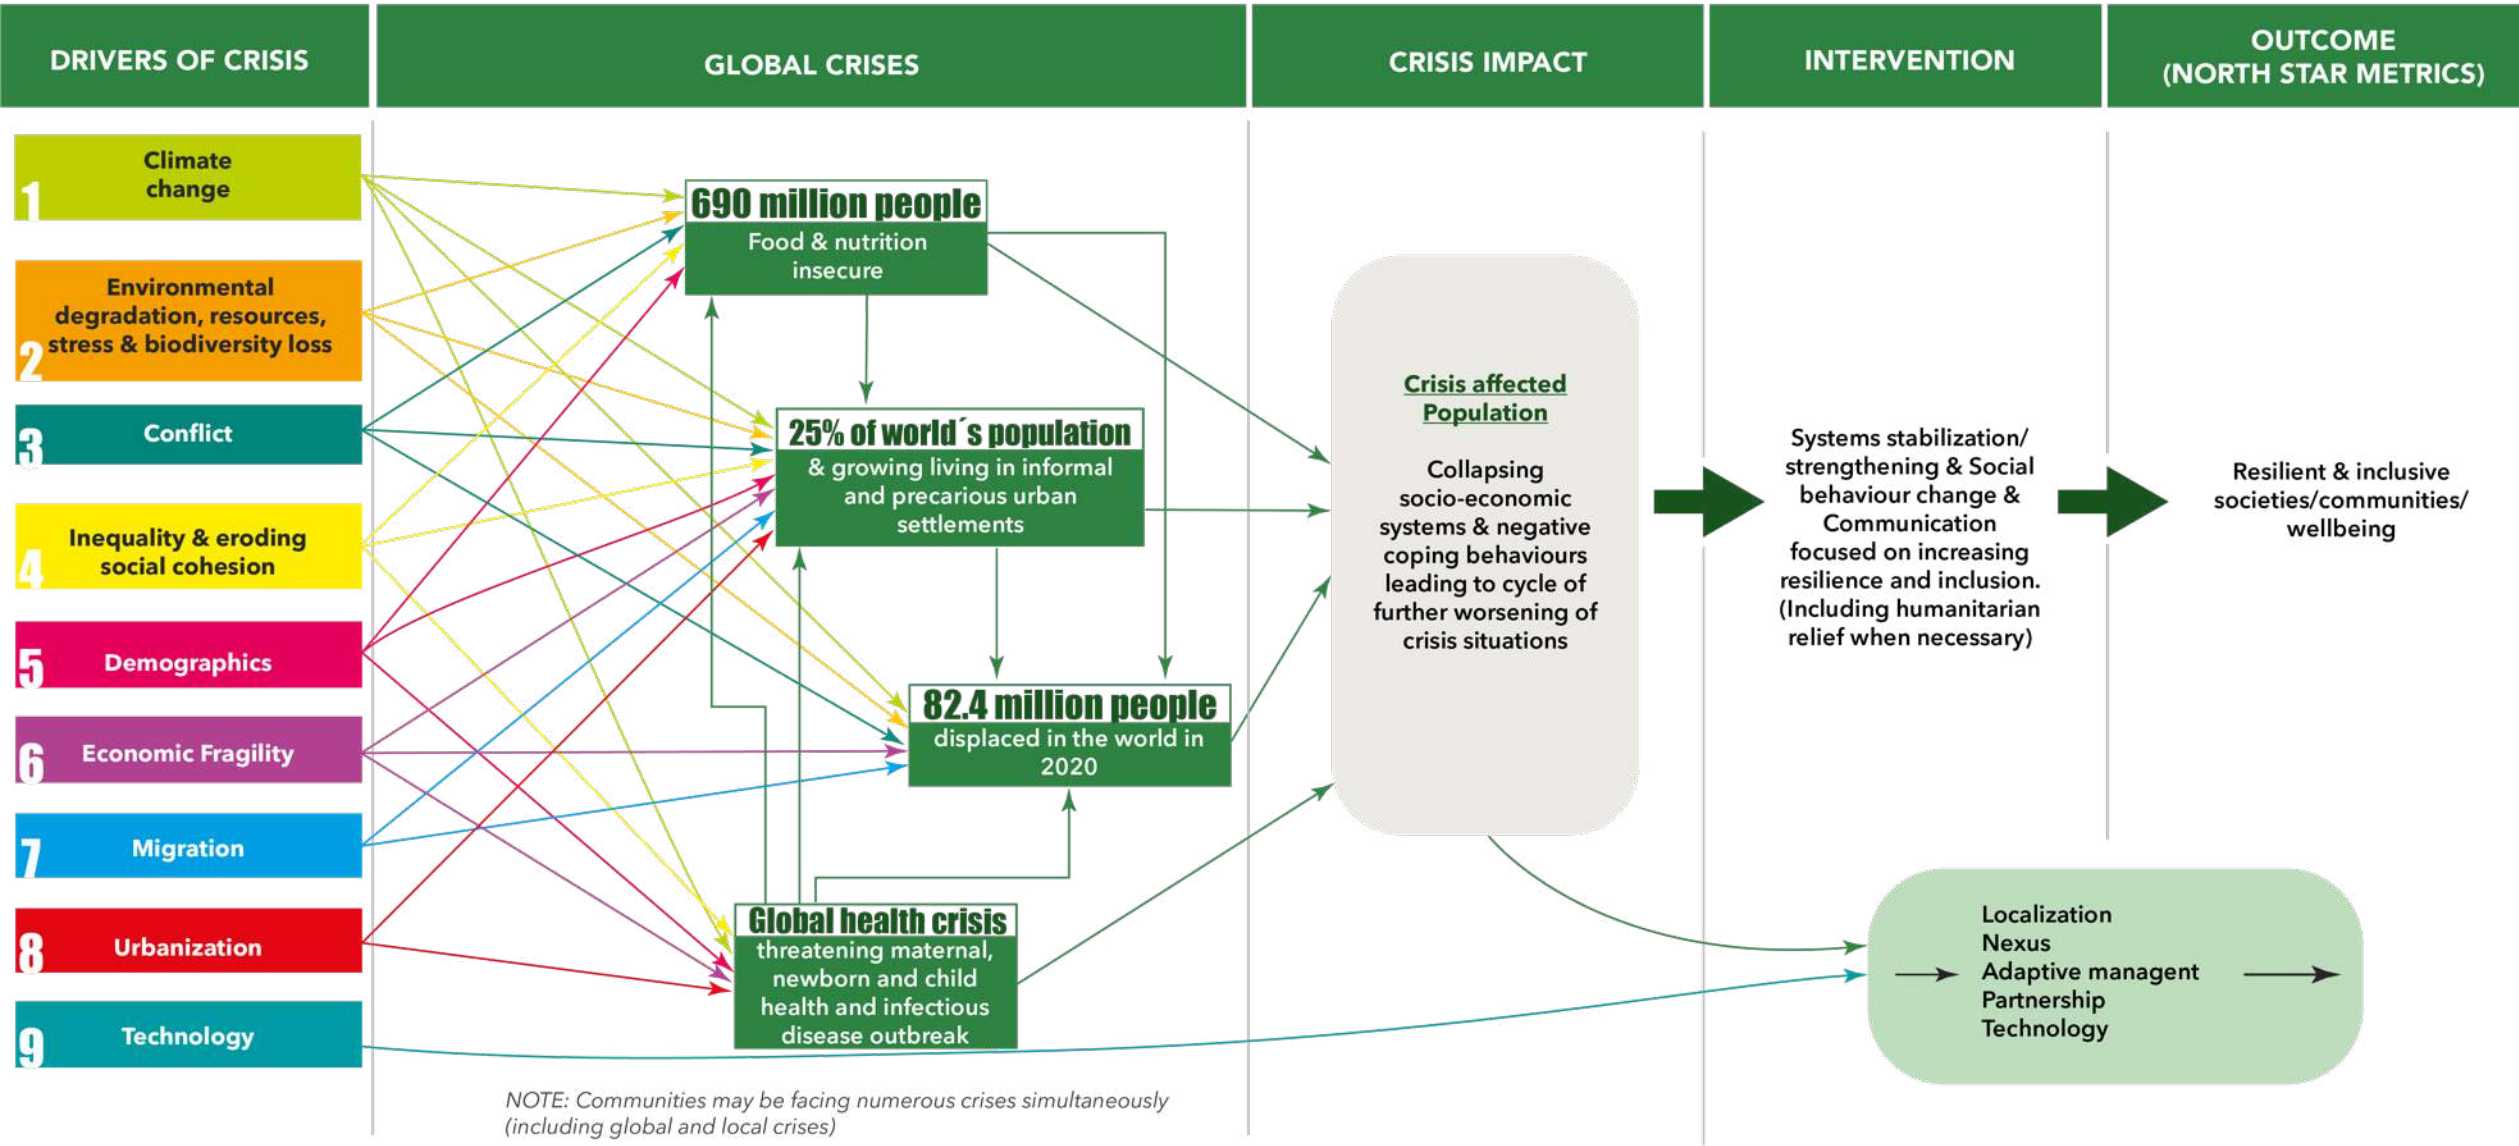 DRIVERS OF CRISIS
GLOBAL CRISES
CRISIS IMPACT
INTERVENTION
OUTCOME
(NORTH STAR METRICS)
1
Climate
change
2
Environmental
degradation, resources,
stress & biodiversity loss
3
Conflict
4
Inequality & eroding
social cohesion
5
Demographics
6
Economic Fragility
7
Migration
8
Urbanization
9
Technology
690 million people
Food & nutrition
insecure
25% of world´s population
& growing living in informal
and precarious urban
settlements
82.4 million people
displaced in the world in
2020
Global health crisis
threatening maternal,
newborn and child
health and infectious
disease outbreak
NOTE: Communities may be facing numerous crises simultaneously
(including global and local crises)
Crisis affected
Population
Collapsing
socio-economic
systems & negative
coping behaviours
leading to cycle of
further worsening of
crisis situations
Systems stabilization/
strengthening & Social
behaviour change &
Communication
focused on increasing
resilience and inclusion.
(Including humanitarian
relief when necessary)
Resilient & inclusive
societies/communities/
wellbeing
Localization
Nexus
Adaptive managent
Partnership
Technology